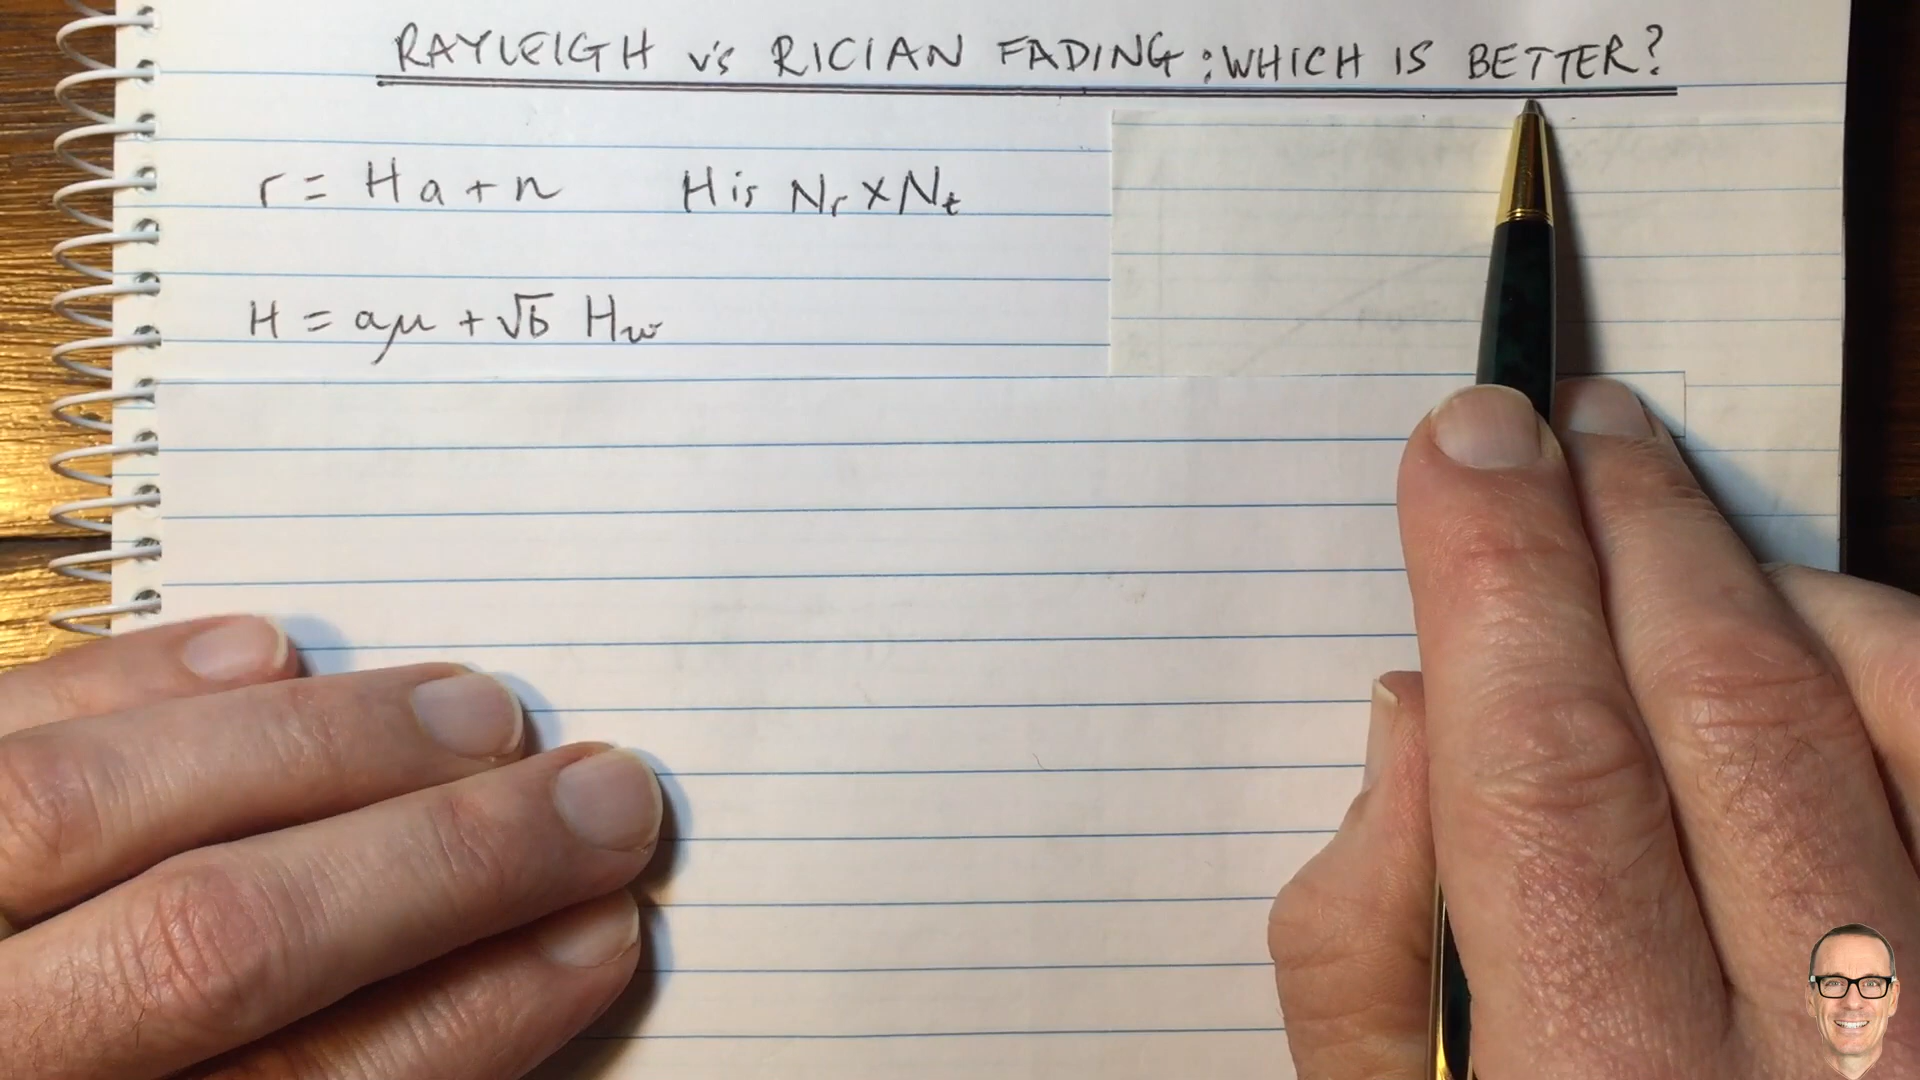 RAYLEIGH v's RICIAN FADING : WHICH IS BETTER?
r = Ha + n    H is Nr x Nt
H = aμ + √b Hw